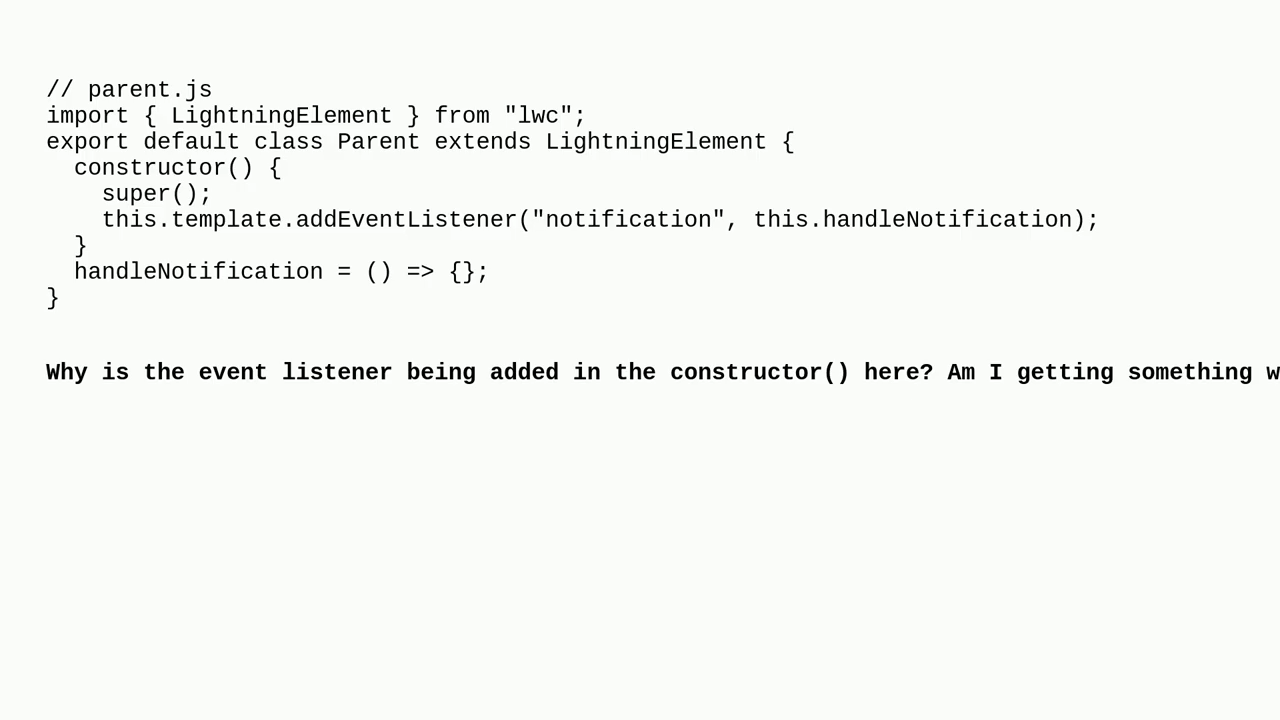 // parent.js
import { LightningElement } from "lwc";
export default class Parent extends LightningElement {
  constructor() {
    super();
    this.template.addEventListener("notification", this.handleNotification);
  }
  handleNotification = () => {};
}
Why is the event listener being added in the constructor() here? Am I getting something